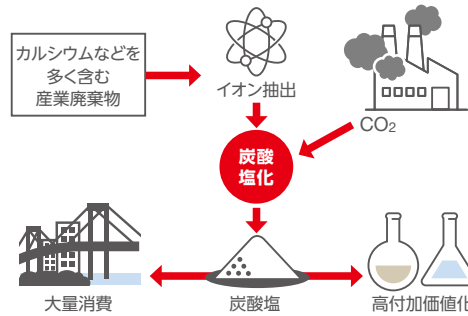 カルシウムなどを
多く含む
産業廃棄物
イオン抽出
CO₂
炭酸
塩化
大量消費
炭酸塩
高付加価値化